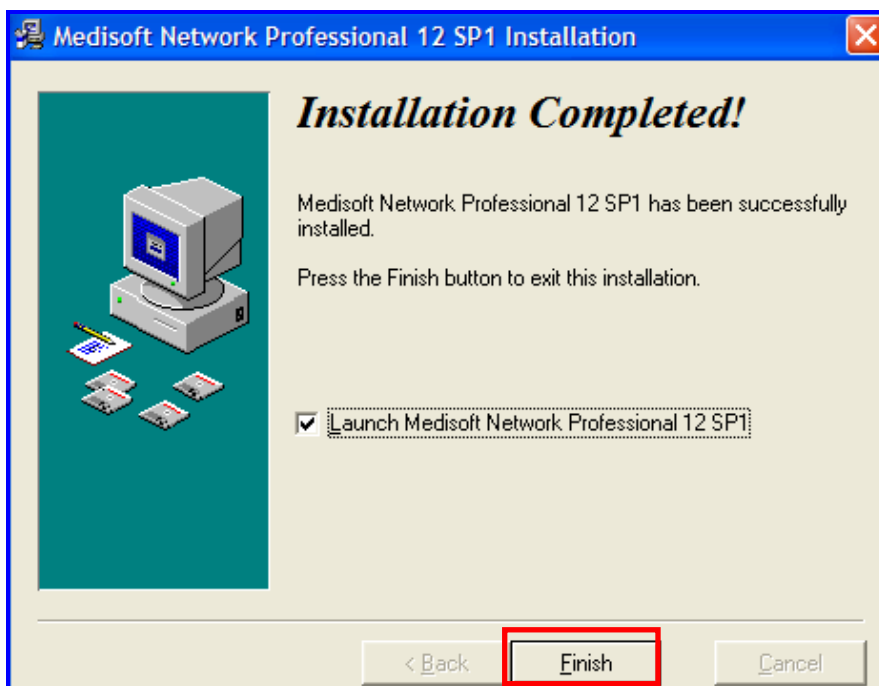 Medisoft Network Professional 12 SP1 Installation
Installation Completed!
Medisoft Network Professional 12 SP1 has been successfully
installed.
Press the Finish button to exit this installation.
Launch Medisoft Network Professional 12 SP1
< Back
Finish
Cancel